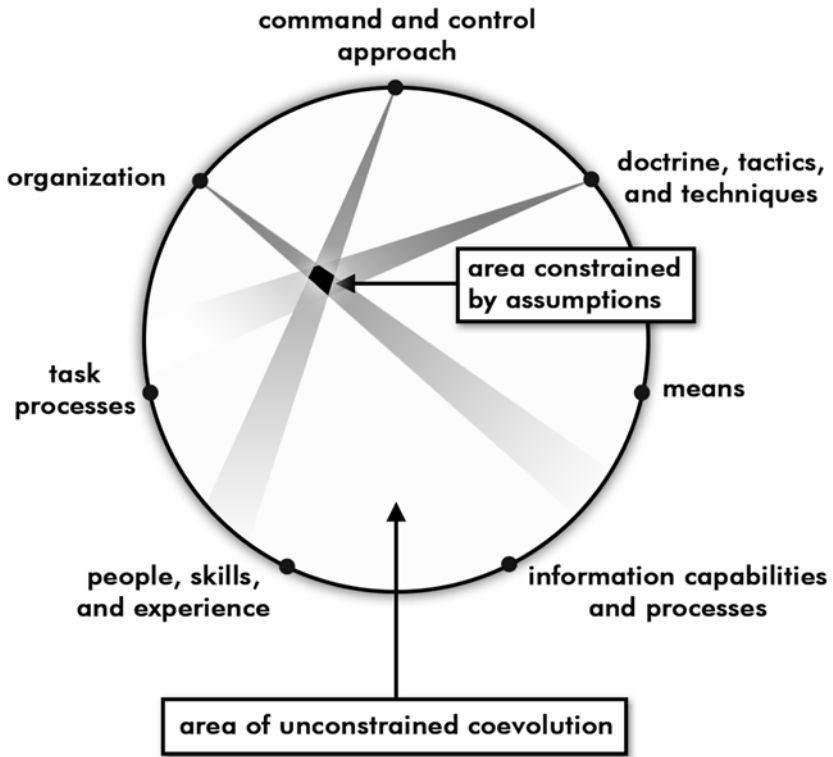 command and control
approach
organization
doctrine, tactics,
and techniques
area constrained
by assumptions
task
processes
means
people, skills,
and experience
information capabilities
and processes
area of unconstrained coevolution